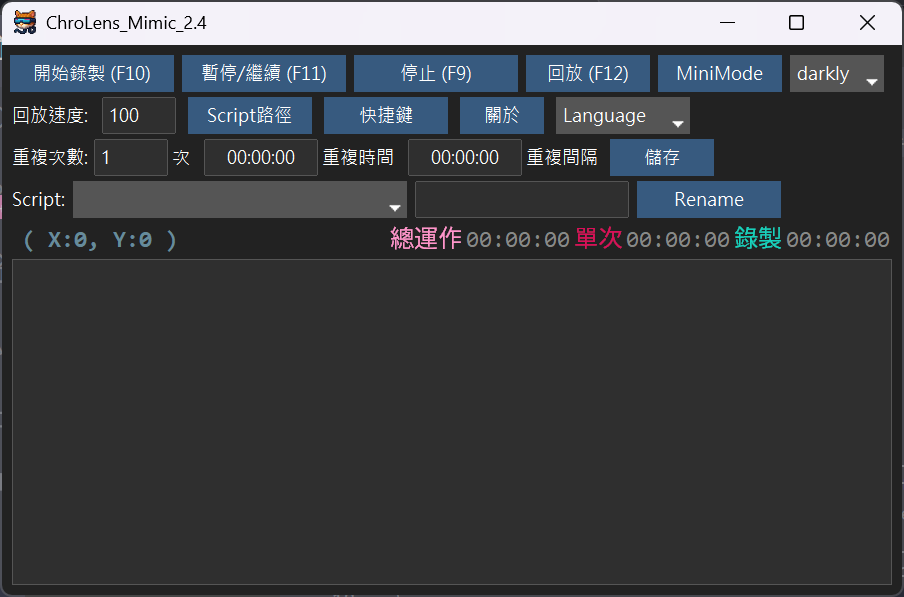 ChroLens_Mimic_2.4
開始錄製 (F10) 暫停/繼續 (F11) 停止 (F9) 回放 (F12) MiniMode darkly
回放速度: 100 Script路徑 快捷鍵 關於 Language
重複次數: 1 次 00:00:00 重複時間 00:00:00 重複間隔 儲存
Script: Rename
( X:0, Y:0 ) 總運作 00:00:00 單次 00:00:00 錄製 00:00:00